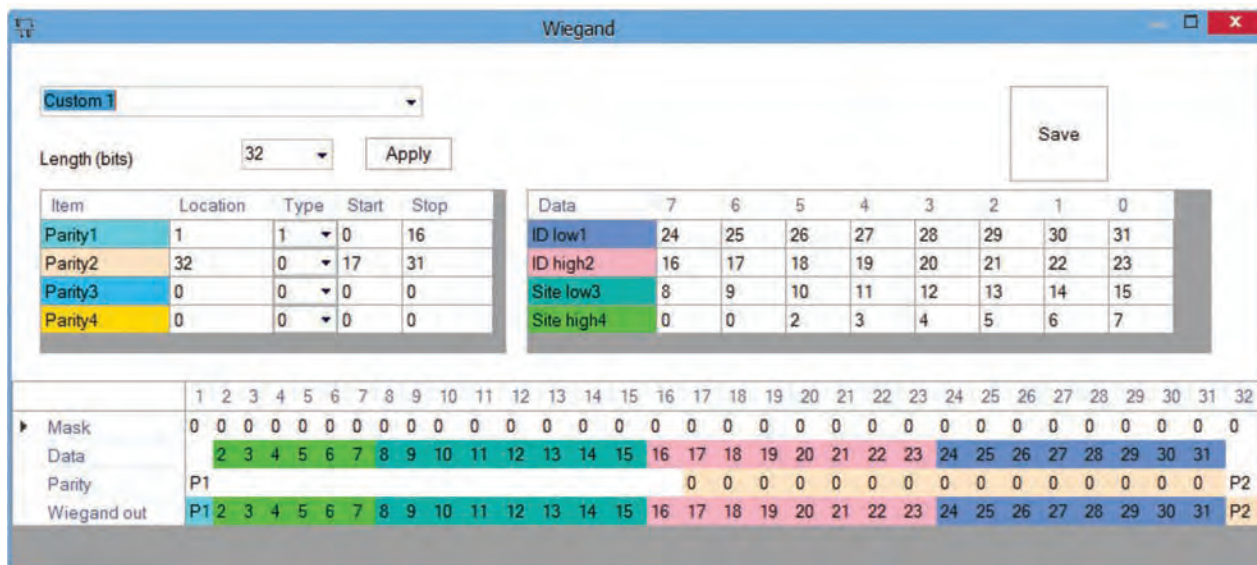 Wiegand
Custom 1
Length (bits) 32 Apply Save
Item Location Type Start Stop
Parity1 1 1 0 16
Parity2 32 0 17 31
Parity3 0 0 0 0
Parity4 0 0 0 0
Data 7 6 5 4 3 2 1 0
ID low1 24 25 26 27 28 29 30 31
ID high2 16 17 18 19 20 21 22 23
Site low3 8 9 10 11 12 13 14 15
Site high4 0 0 2 3 4 5 6 7
1 2 3 4 5 6 7 8 9 10 11 12 13 14 15 16 17 18 19 20 21 22 23 24 25 26 27 28 29 30 31 32
Mask 0 0 0 0 0 0 0 0 0 0 0 0 0 0 0 0 0 0 0 0 0 0 0 0 0 0 0 0 0 0 0 0
Data 2 3 4 5 6 7 8 9 10 11 12 13 14 15 16 17 18 19 20 21 22 23 24 25 26 27 28 29 30 31
Parity P1 0 0 0 0 0 0 0 0 0 0 0 0 0 0 0 P2
Wiegand out P1 2 3 4 5 6 7 8 9 10 11 12 13 14 15 16 17 18 19 20 21 22 23 24 25 26 27 28 29 30 31 P2